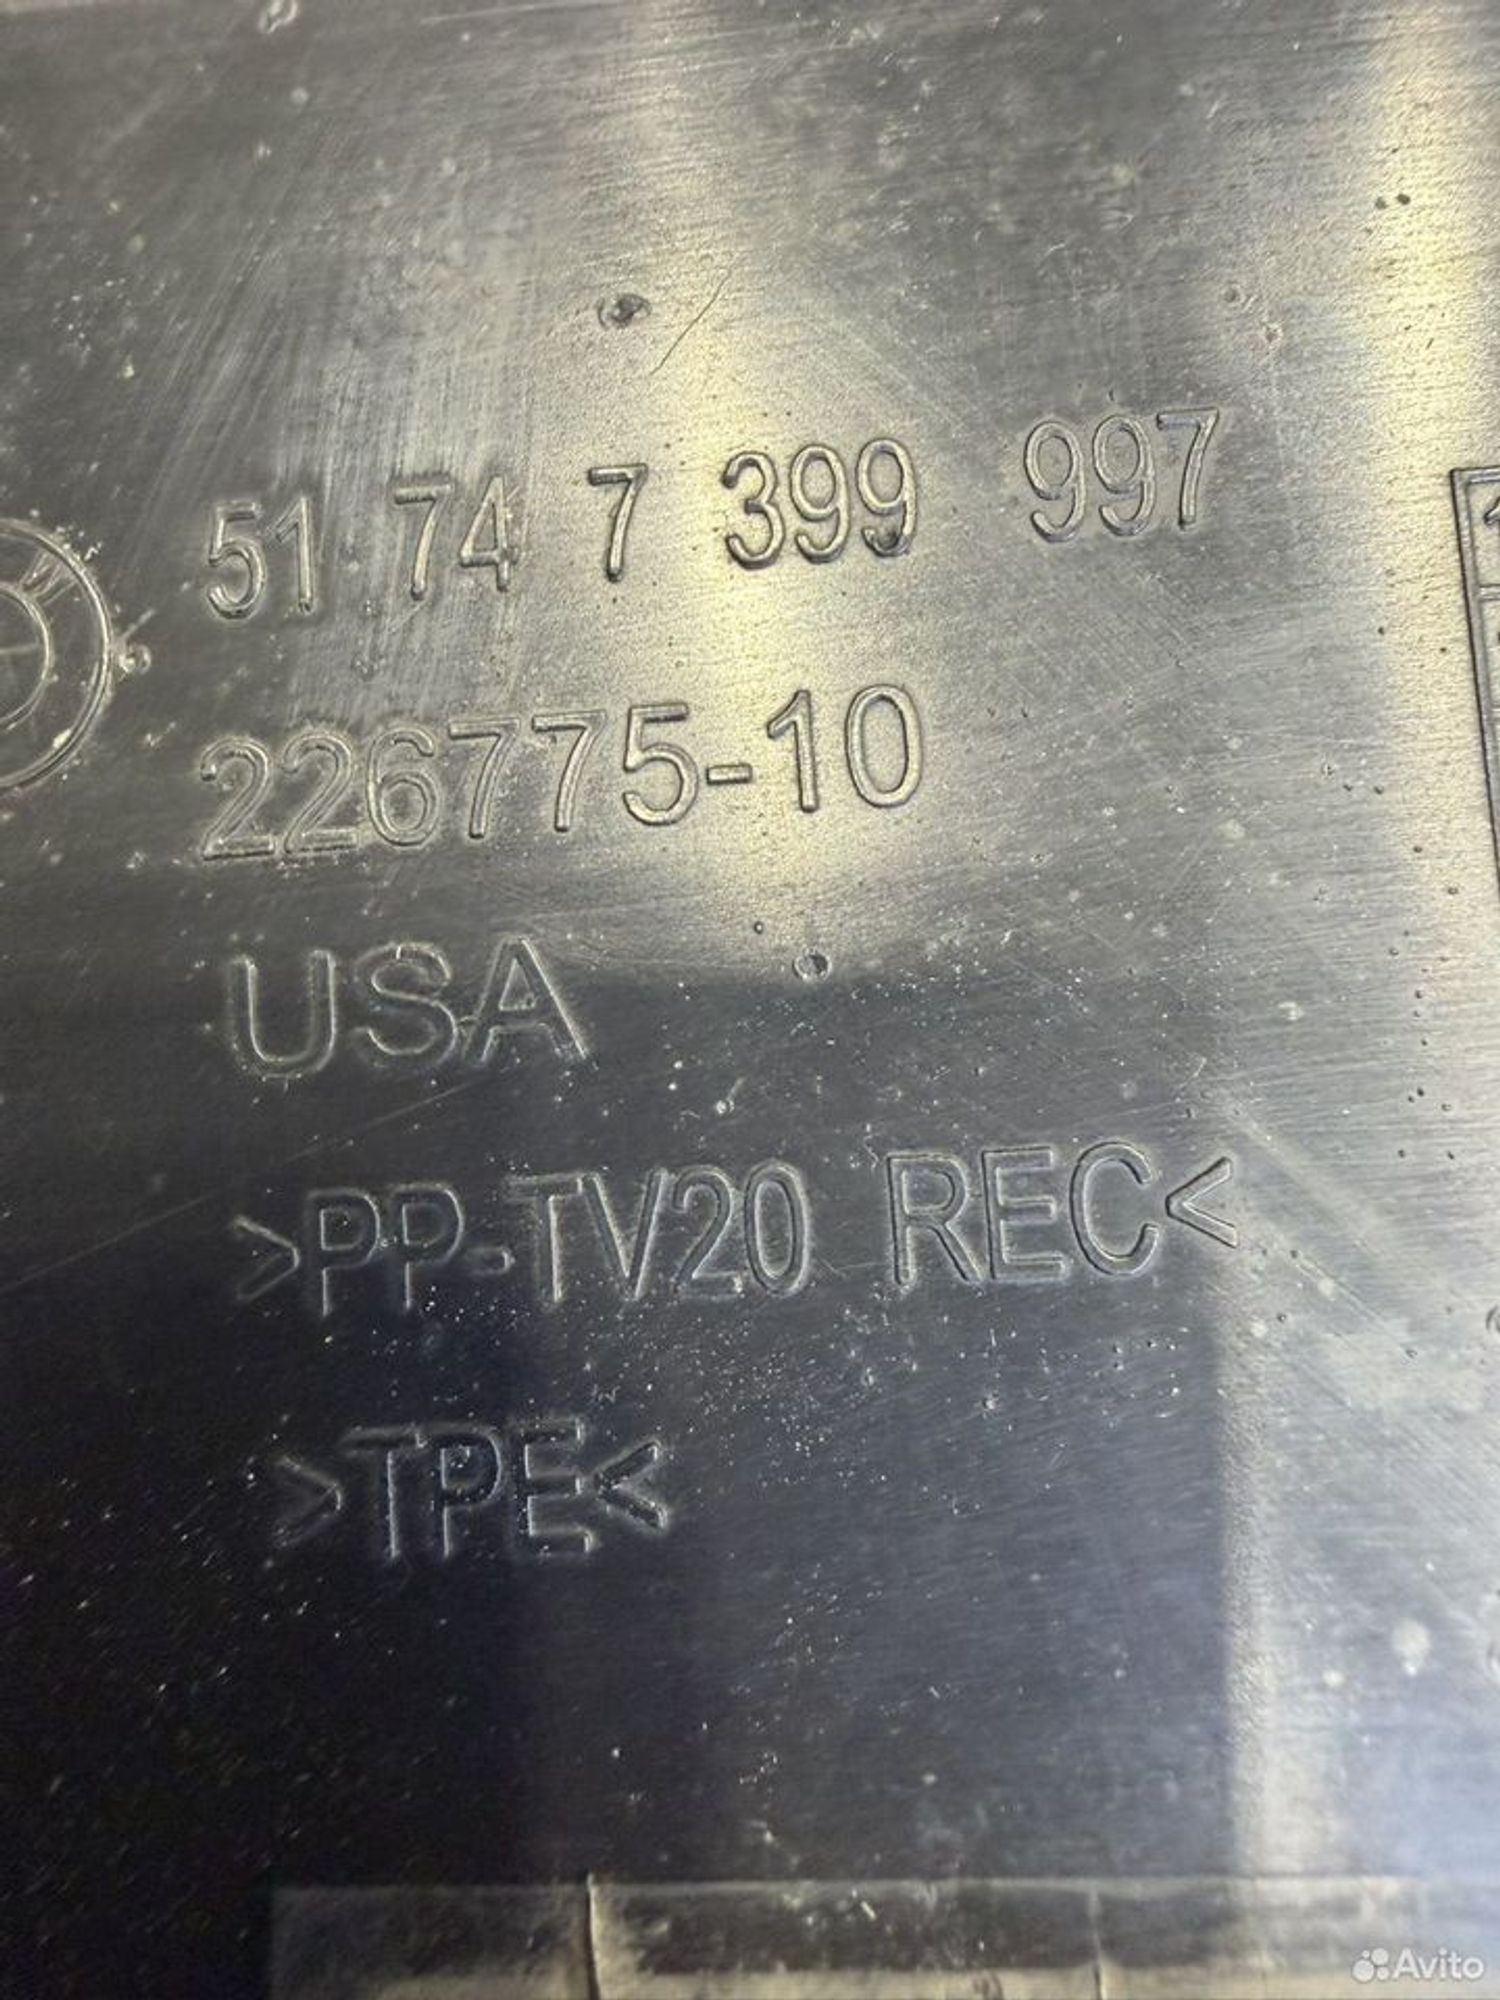 51 74 7 399 997
226775-10
USA
>PP-TV20 REC<
>TPE<
Avito